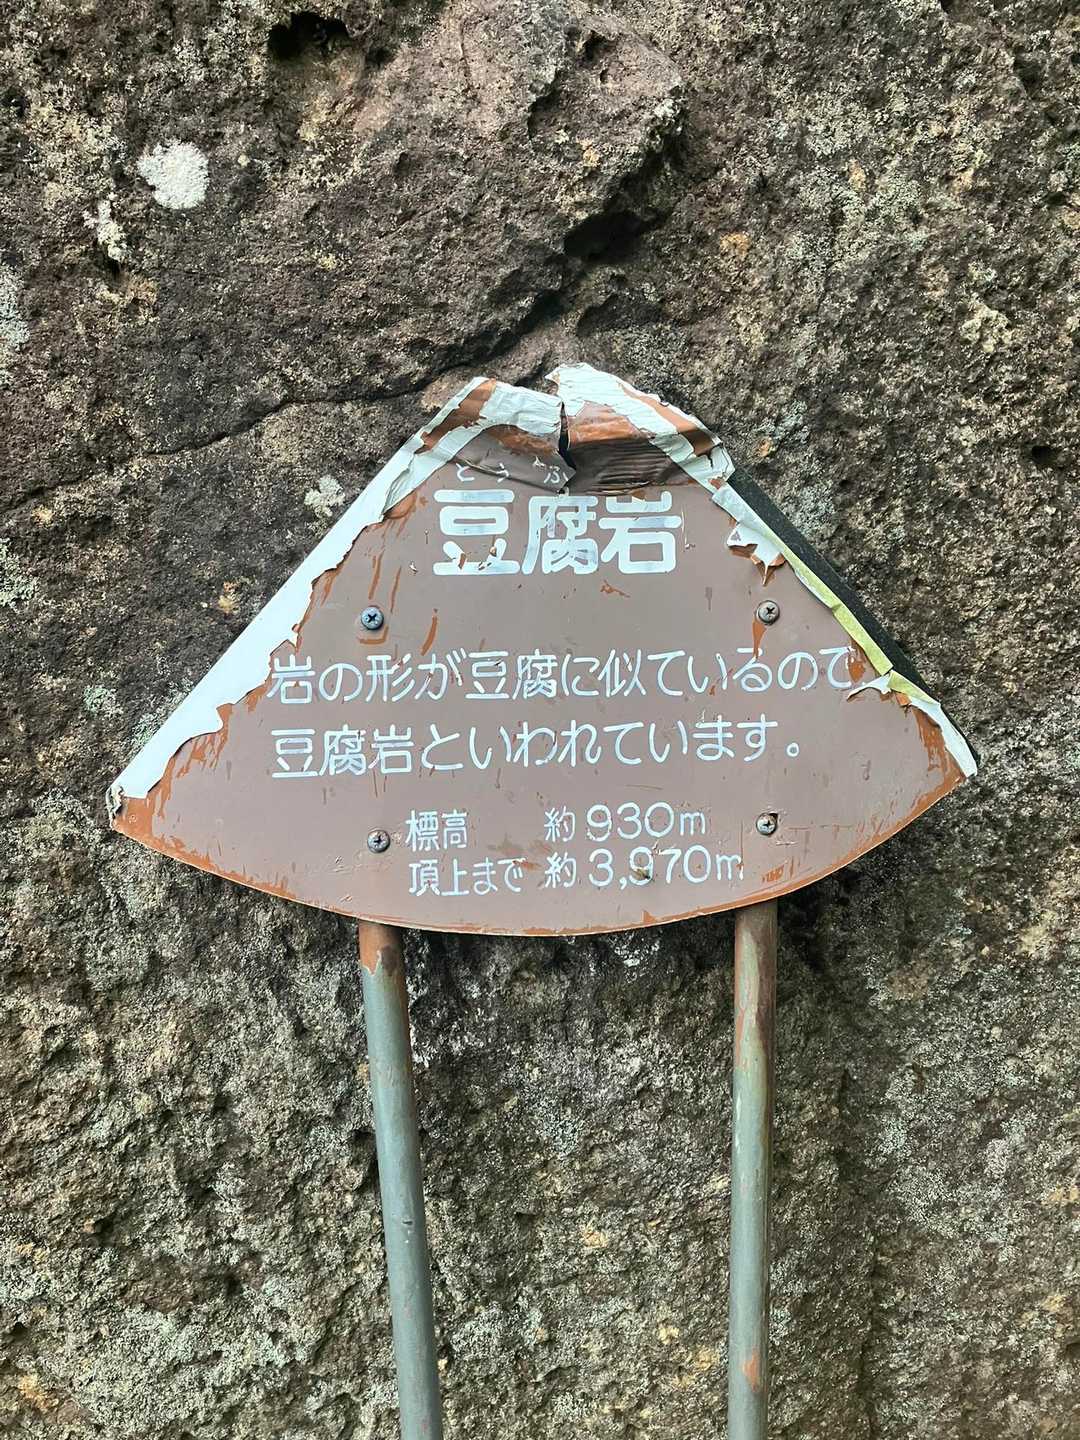 とうふ
豆腐岩
岩の形が豆腐に似ているので、
豆腐岩といわれています。
標高 約930m
頂上まで 約3,970m